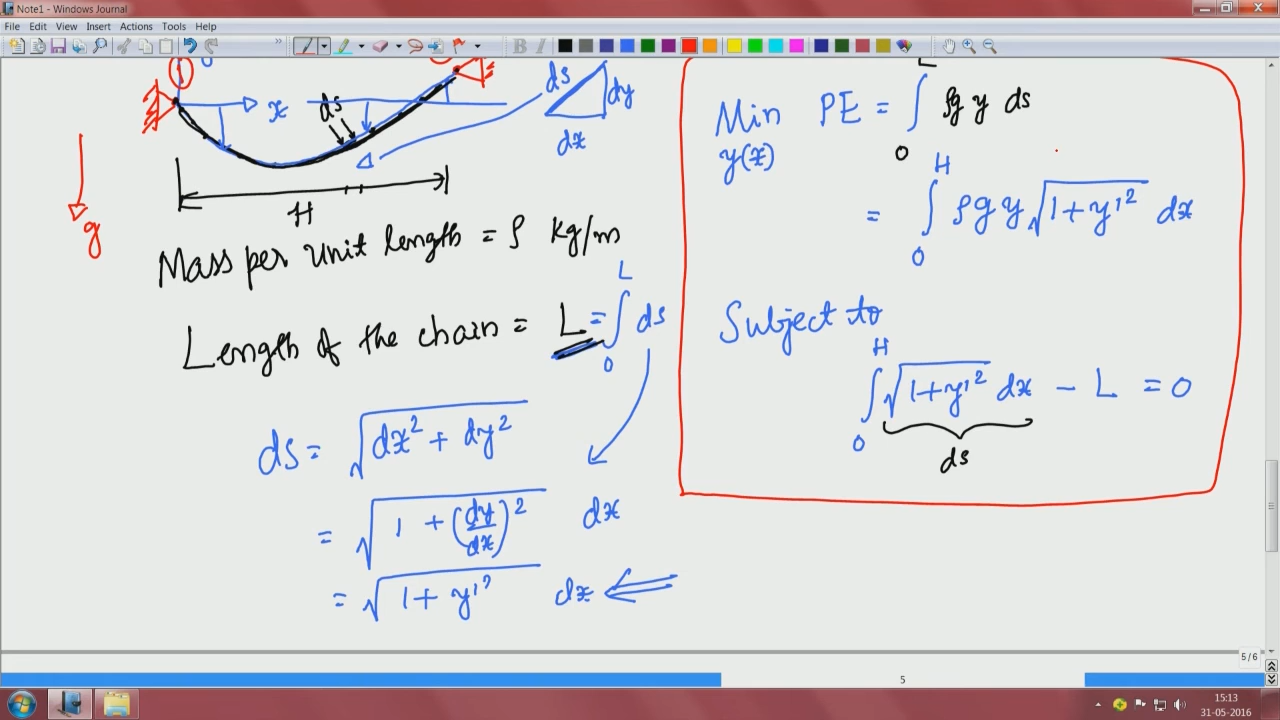 Note1 - Windows Journal
File Edit View Insert Actions Tools Help
x
ds
ds
dy
dx
H
g
Mass per unit length = ρ kg/m
Length of the chain = L = ∫₀ᴸ ds
ds = √(dx² + dy²)
= √(1 + (dy/dx)²) dx
= √(1 + y'²) dx ⇐
Min PE = ∫₀ᴸ ρg y ds
y(x)
= ∫₀ᴴ ρ g y √(1 + y'²) dx
Subject to
∫₀ᴴ √(1 + y'²) dx - L = 0
ds
5/6
5
15:13
31-05-2016